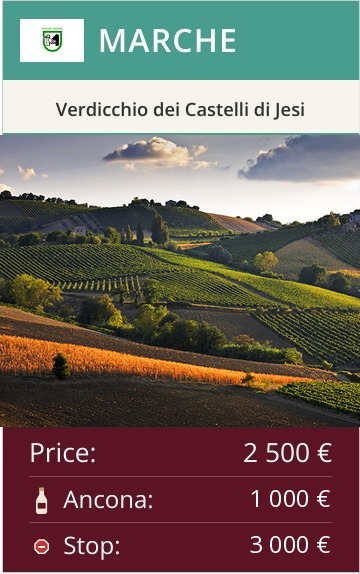 MARCHE
Verdicchio dei Castelli di Jesi
Price: 2 500 €
Ancona: 1 000 €
Stop: 3 000 €